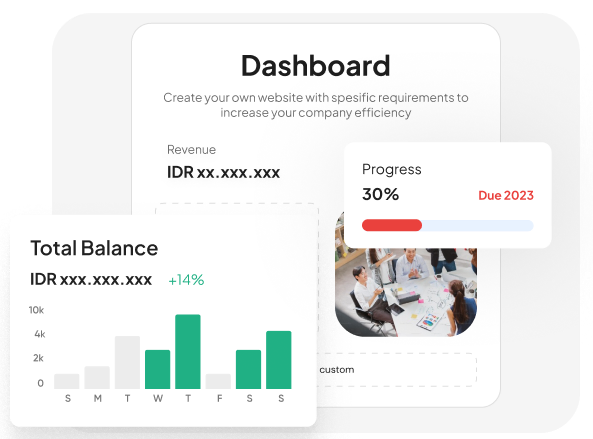 Dashboard
Create your own website with spesific requirements to
increase your company efficiency
Revenue
IDR xx.xxx.xxx
Progress
30%
Due 2023
Total Balance
IDR xxx.xxx.xxx
+14%
10k
4k
2k
0
S M T W T F S S
custom